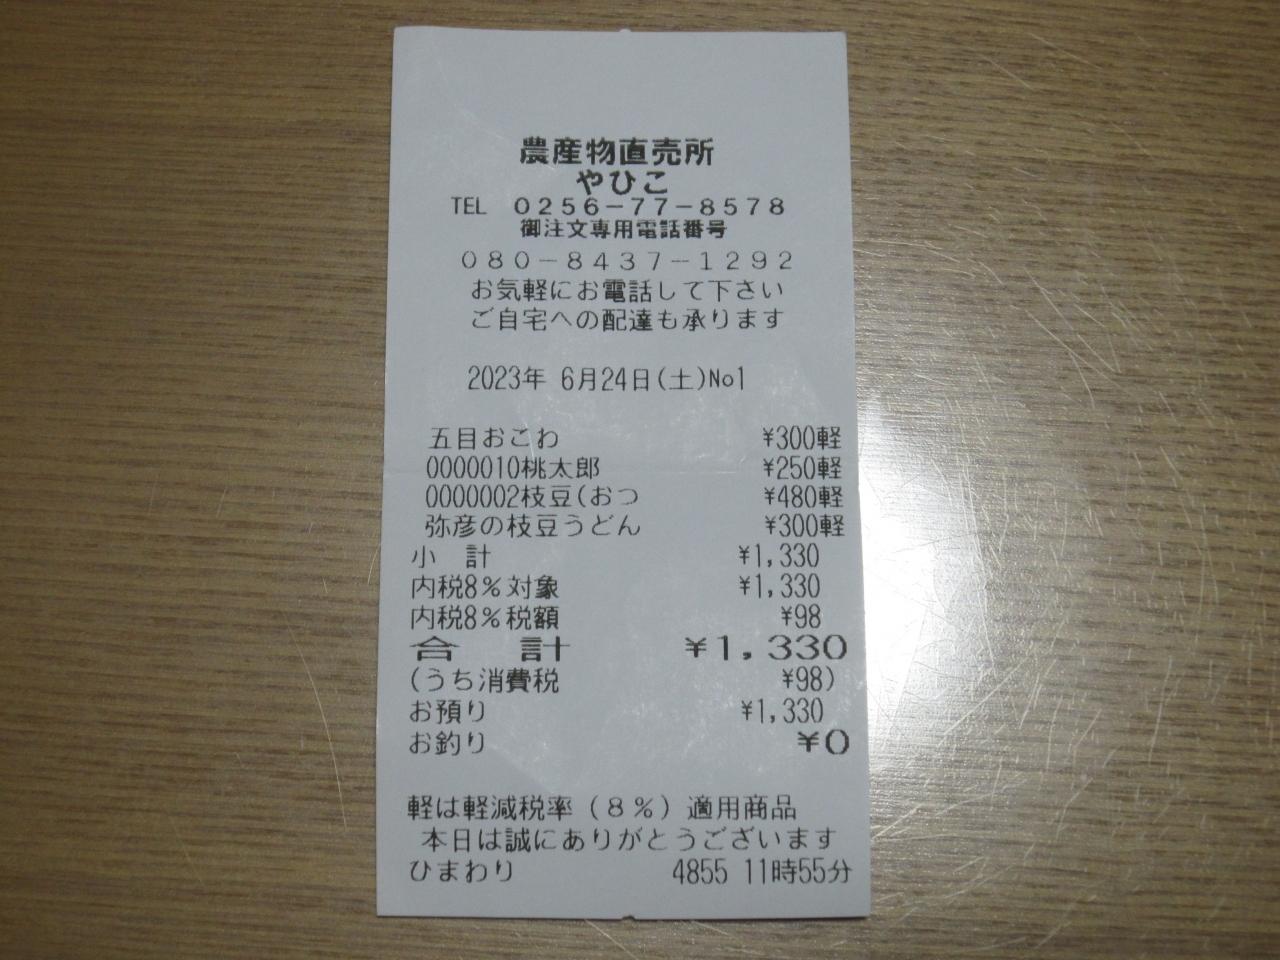 農産物直売所
やひこ
TEL 0256-77-8578
御注文専用電話番号
080-8437-1292
お気軽にお電話して下さい
ご自宅への配達も承ります
2023年 6月24日(土)No1
五目おこわ ¥300軽
0000010桃太郎 ¥250軽
0000002枝豆(おつ ¥480軽
弥彦の枝豆うどん ¥300軽
小 計 ¥1,330
内税8%対象 ¥1,330
内税8%税額 ¥98
合 計 ¥1,330
(うち消費税 ¥98)
お預り ¥1,330
お釣り ¥0
軽は軽減税率(8%)適用商品
本日は誠にありがとうございます
ひまわり 4855 11時55分